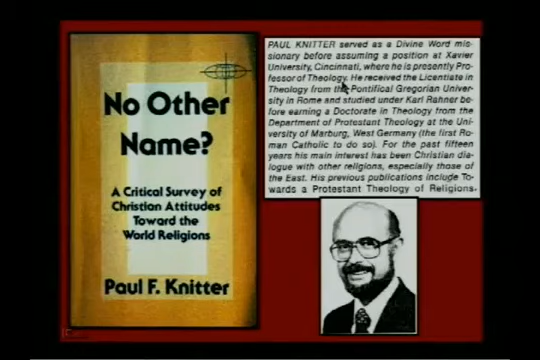 No Other
Name?
A Critical Survey of
Christian Attitudes
Toward the
World Religions
Paul F. Knitter
PAUL KNITTER served as a Divine Word mis-
sionary before assuming a position at Xavier
University, Cincinnati, where he is presently Pro-
fessor of Theology. He received the Licentiate in
Theology from the Pontifical Gregorian Univer-
sity in Rome and studied under Karl Rahner be-
fore earning a Doctorate in Theology from the
Department of Protestant Theology at the Uni-
versity of Marburg, West Germany (the first Ro-
man Catholic to do so). For the past fifteen
years his main interest has been Christian dia-
logue with other religions, especially those of
the East. His previous publications include To-
wards a Protestant Theology of Religions.